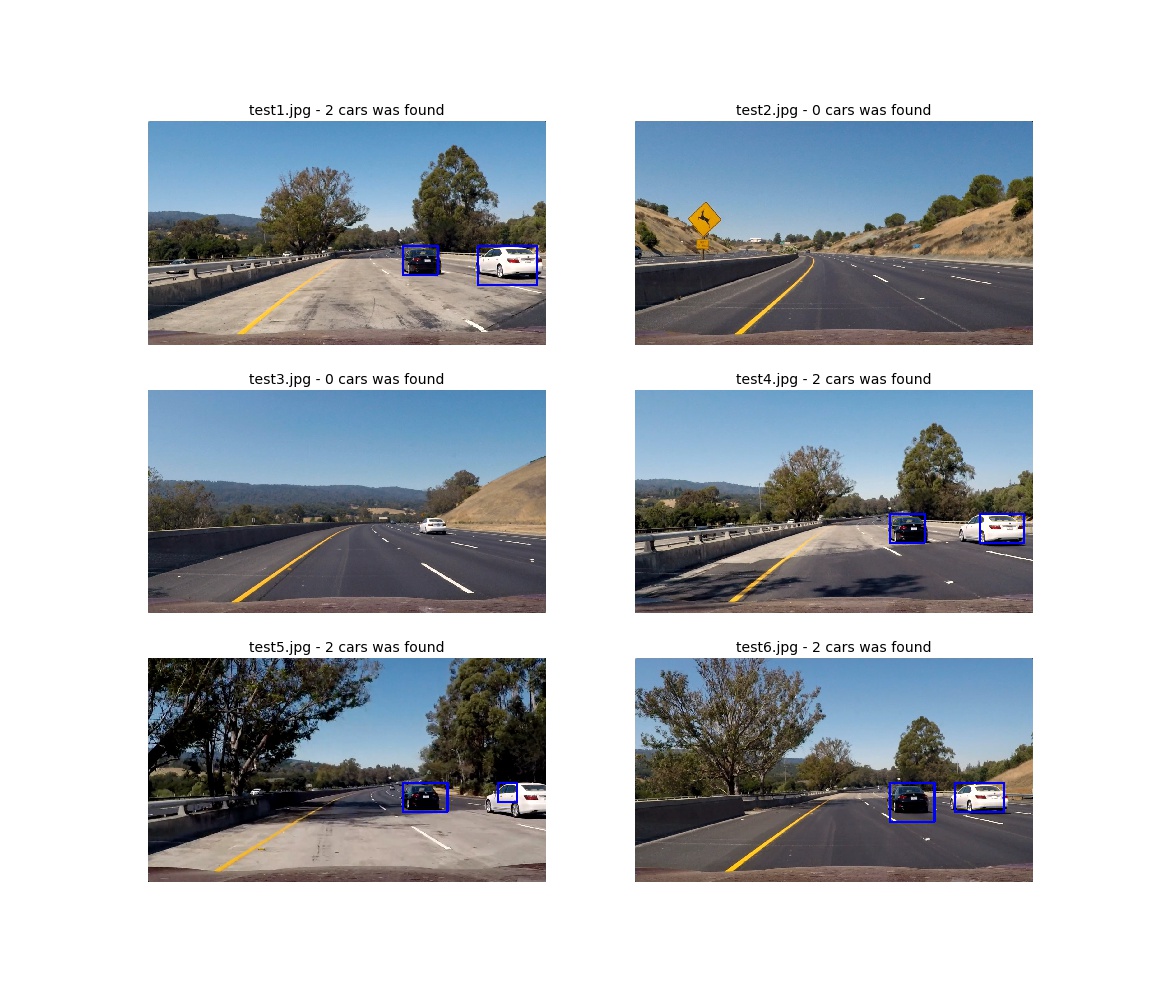 test1.jpg - 2 cars was found
test2.jpg - 0 cars was found
test3.jpg - 0 cars was found
test4.jpg - 2 cars was found
test5.jpg - 2 cars was found
test6.jpg - 2 cars was found